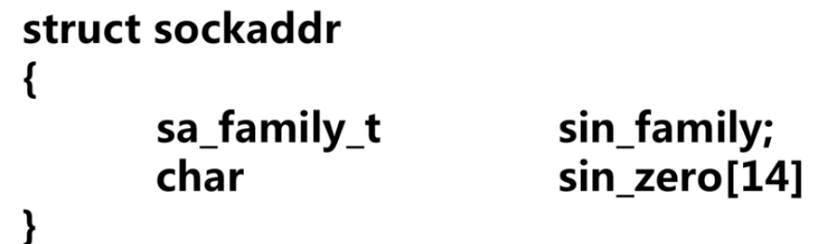 struct sockaddr
{
sa_family_t sin_family;
char sin_zero[14]
}